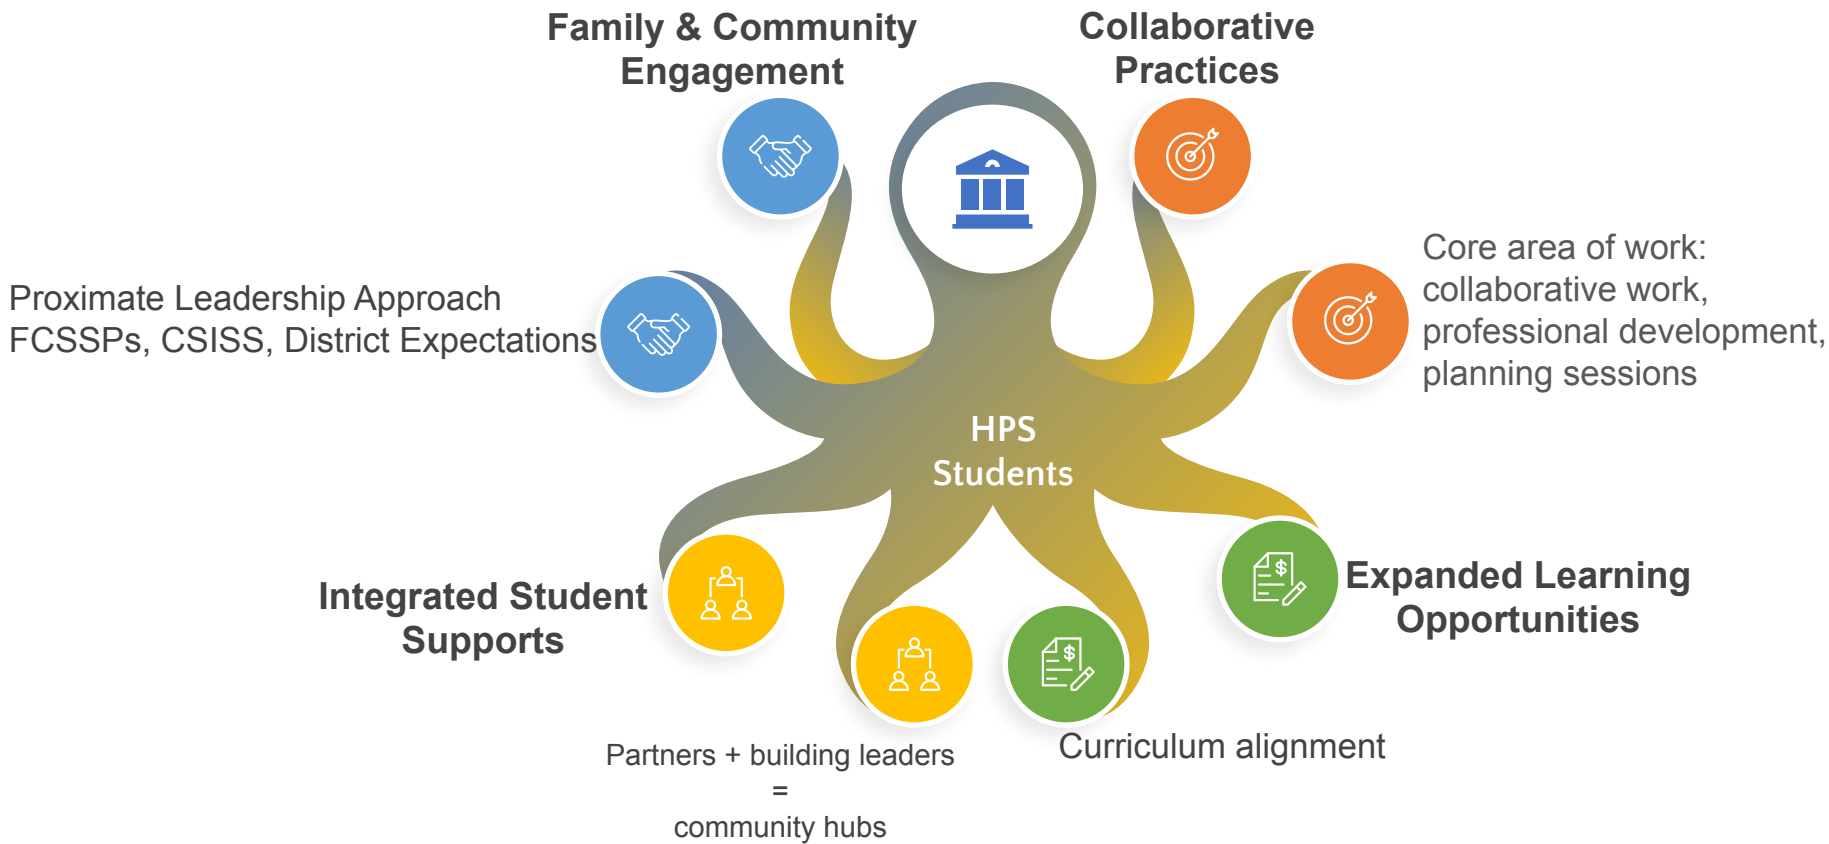 Family & Community
Engagement
Collaborative
Practices
Proximate Leadership Approach
FCSSPs, CSISS, District Expectations
Core area of work:
collaborative work,
professional development,
planning sessions
HPS
Students
Integrated Student
Supports
Expanded Learning
Opportunities
Partners + building leaders
=
community hubs
Curriculum alignment
$
$